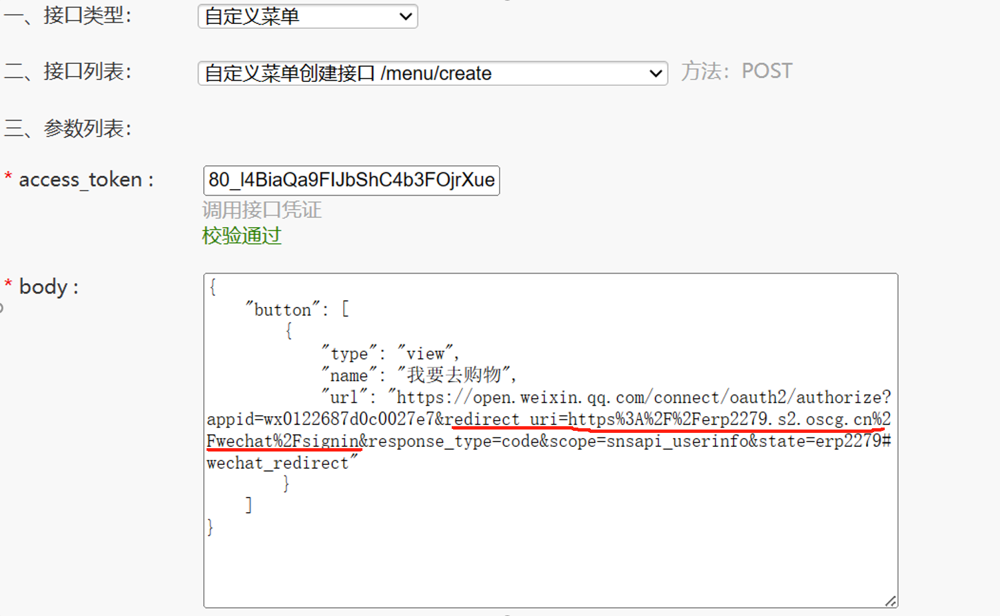 一、接口类型: 自定义菜单
二、接口列表: 自定义菜单创建接口 /menu/create 方法：POST
三、参数列表:
* access_token : 80_l4BiaQa9FIJbShC4b3FOjrXue
调用接口凭证
校验通过
* body :
{
"button": [
{
"type": "view",
"name": "我要去购物",
"url": "https://open.weixin.qq.com/connect/oauth2/authorize?
appid=wx0122687d0c0027e7&redirect_uri=https%3A%2F%2Ferp2279.s2.oscg.cn%2
Fwechat%2Fsignin&response_type=code&scope=snsapi_userinfo&state=erp2279#
wechat_redirect"
}
]
}